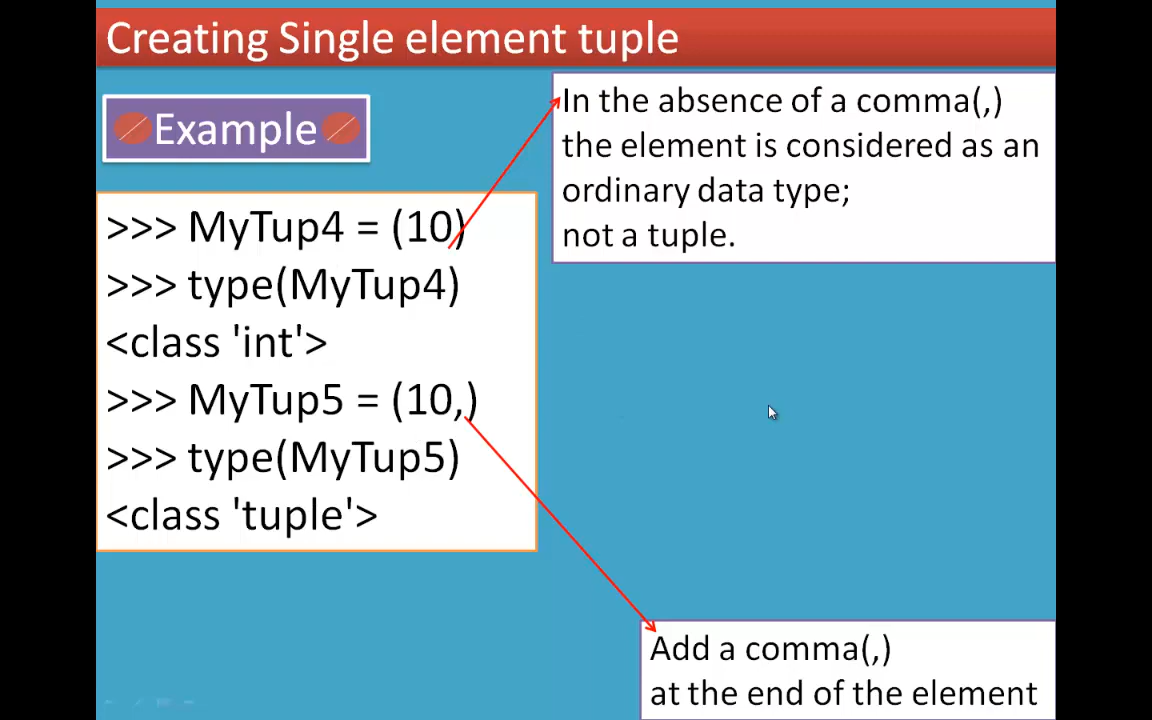 Creating Single element tuple
Example
In the absence of a comma(,)
the element is considered as an
ordinary data type;
not a tuple.
>>> MyTup4 = (10)
>>> type(MyTup4)
<class 'int'>
>>> MyTup5 = (10,)
>>> type(MyTup5)
<class 'tuple'>
Add a comma(,)
at the end of the element